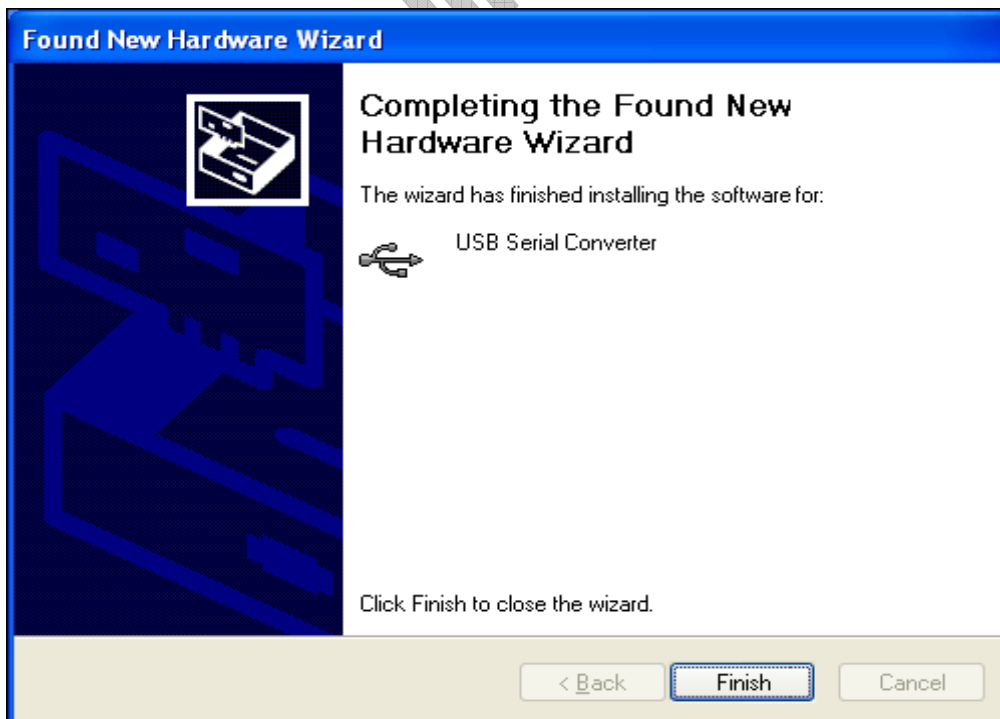 Found New Hardware Wizard
Completing the Found New
Hardware Wizard
The wizard has finished installing the software for:
USB Serial Converter
Click Finish to close the wizard.
< Back
Finish
Cancel